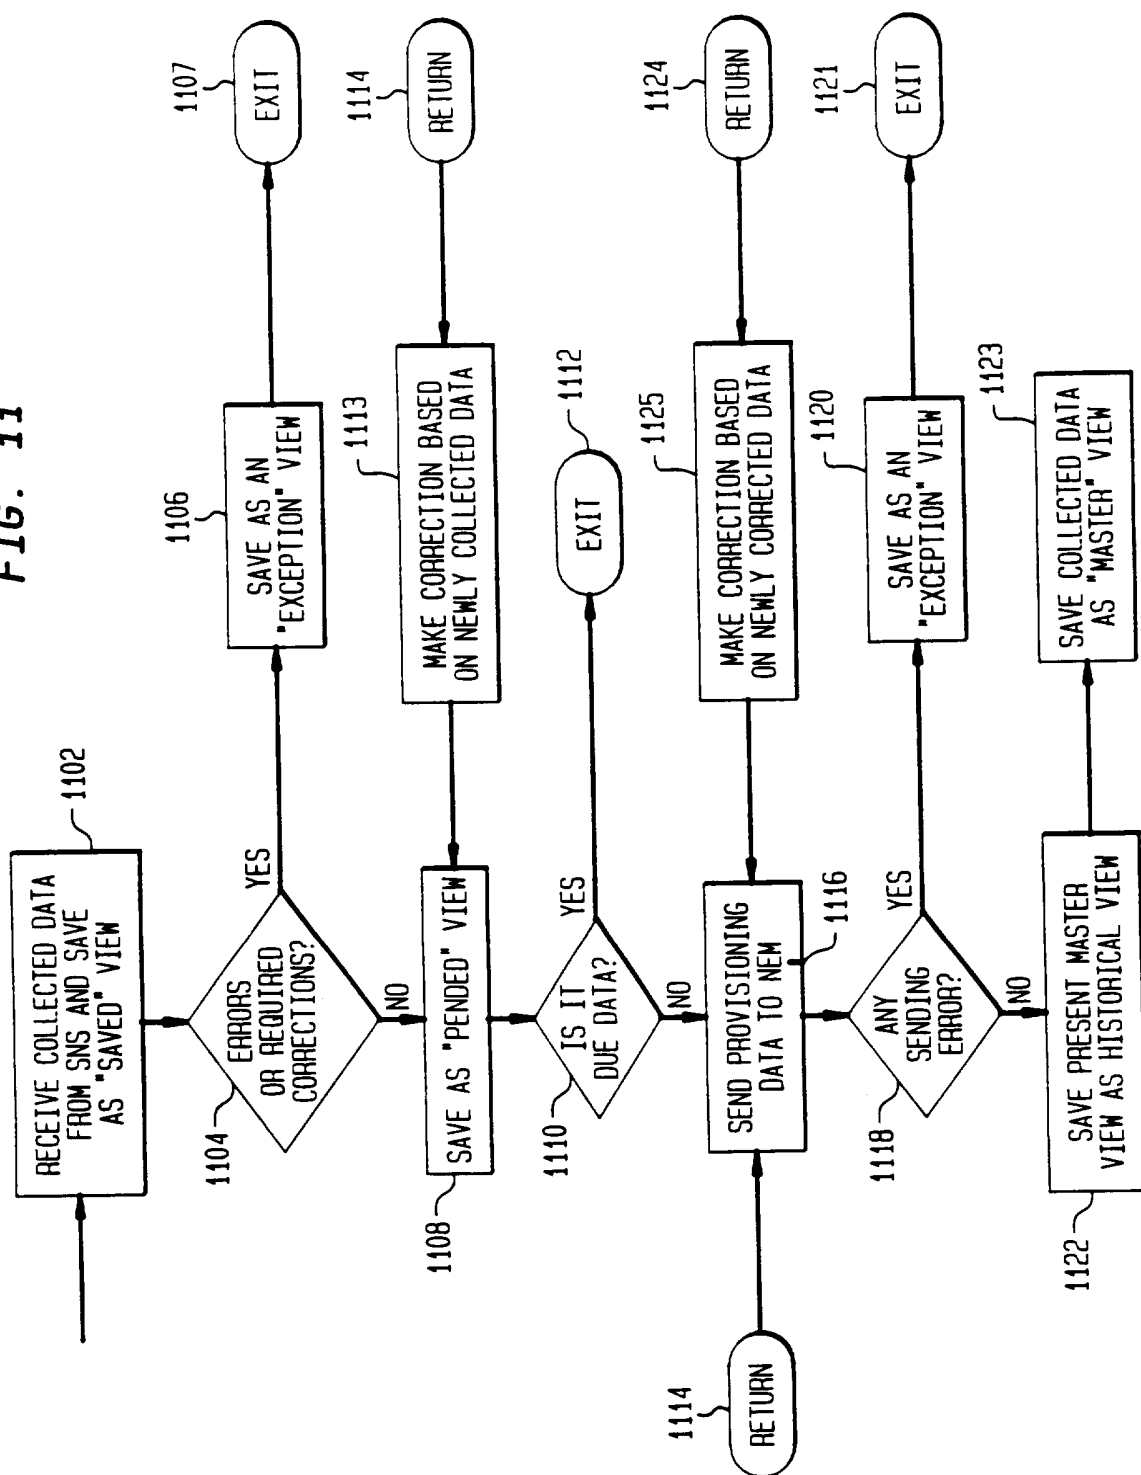 FIG. 11
RECEIVE COLLECTED DATA
FROM SNS AND SAVE
AS "SAVED" VIEW
1102
ERRORS
OR REQUIRED
CORRECTIONS?
1104
YES
NO
SAVE AS AN
"EXCEPTION" VIEW
1106
EXIT
1107
RETURN
1114
MAKE CORRECTION BASED
ON NEWLY COLLECTED DATA
1113
SAVE AS "PENDED" VIEW
1108
IS IT
DUE DATA?
1110
YES
NO
EXIT
1112
RETURN
1124
MAKE CORRECTION BASED
ON NEWLY CORRECTED DATA
1125
SEND PROVISIONING
DATA TO NEM
1116
RETURN
1114
ANY
SENDING
ERROR?
1118
YES
NO
SAVE AS AN
"EXCEPTION" VIEW
1120
EXIT
1121
SAVE PRESENT MASTER
VIEW AS HISTORICAL VIEW
1122
SAVE COLLECTED DATA
AS "MASTER" VIEW
1123